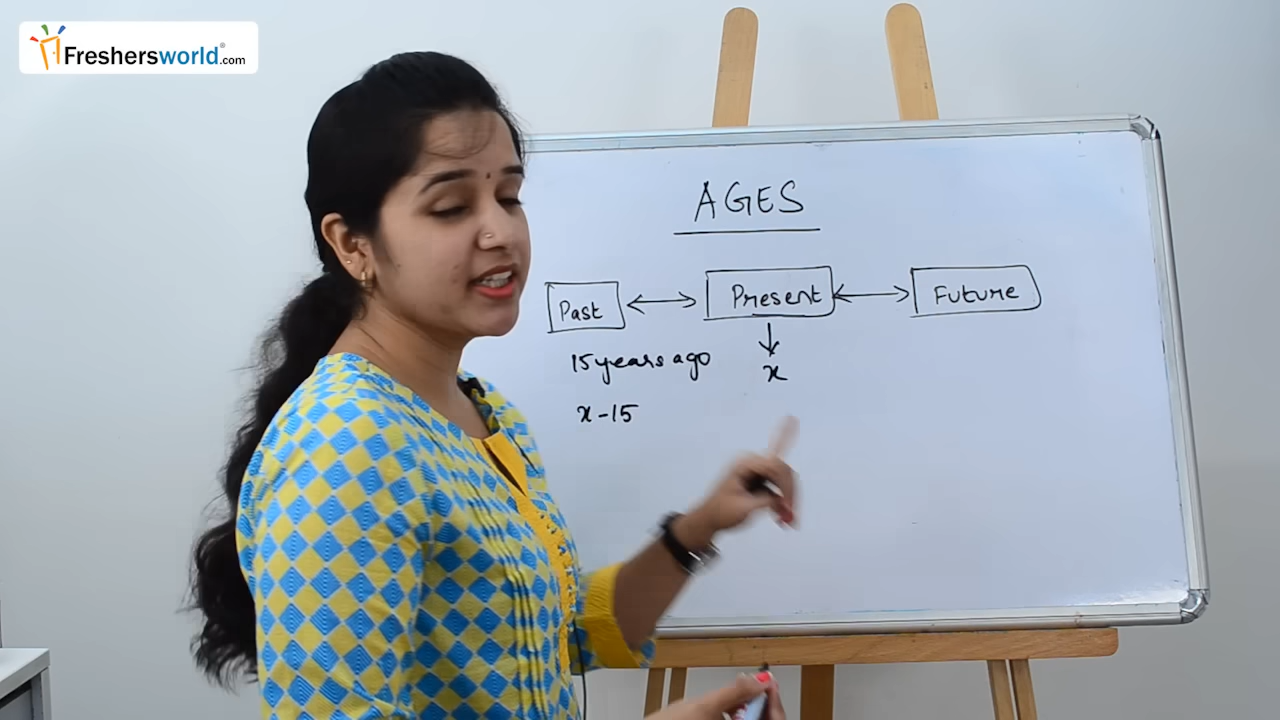 Freshersworld.com
AGES
Past Present Future
15 years ago x
x - 15